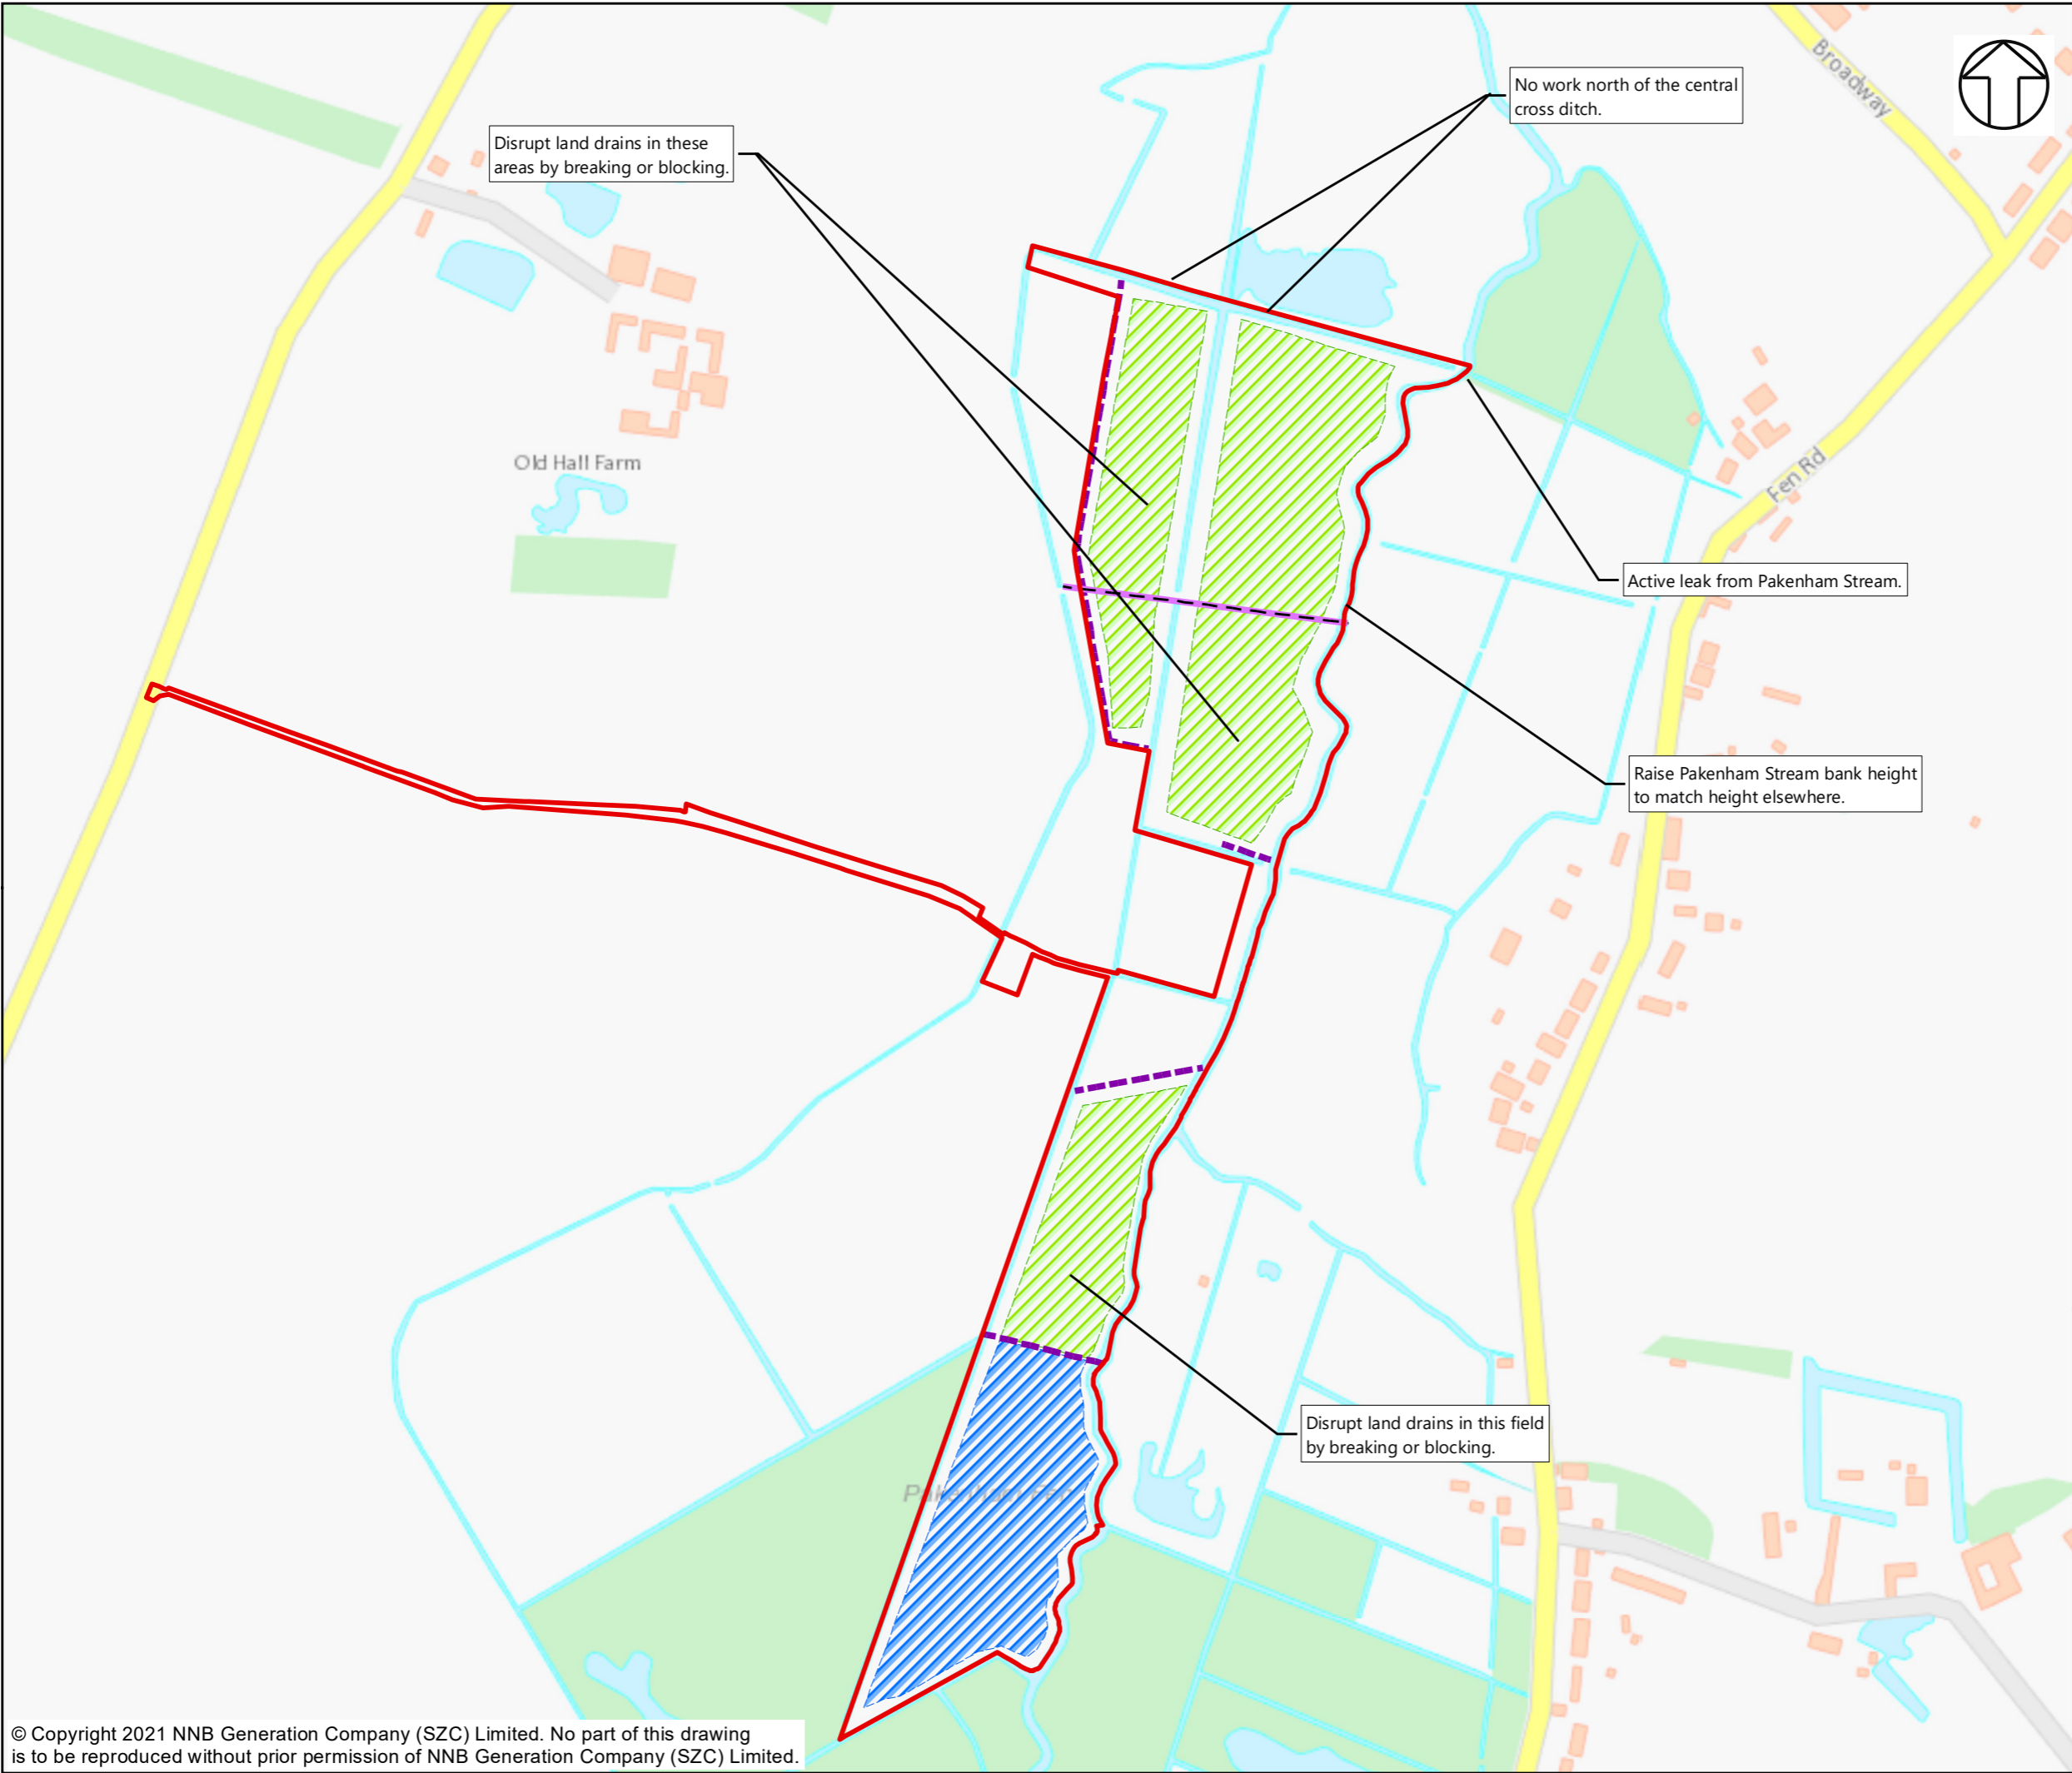 Broadway
No work north of the central
cross ditch.
Disrupt land drains in these
areas by breaking or blocking.
Old Hall Farm
Fen Rd
Active leak from Pakenham Stream.
Raise Pakenham Stream bank height
to match height elsewhere.
Disrupt land drains in this field
by breaking or blocking.
Pakenham Fen
© Copyright 2021 NNB Generation Company (SZC) Limited. No part of this drawing
is to be reproduced without prior permission of NNB Generation Company (SZC) Limited.